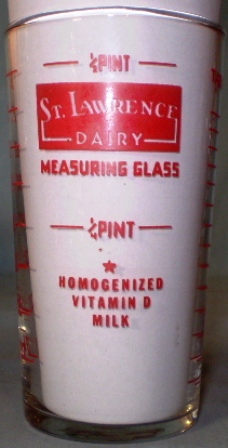 ½ PINT
ST. LAWRENCE
DAIRY
MEASURING GLASS
¼ PINT
HOMOGENIZED
VITAMIN D
MILK